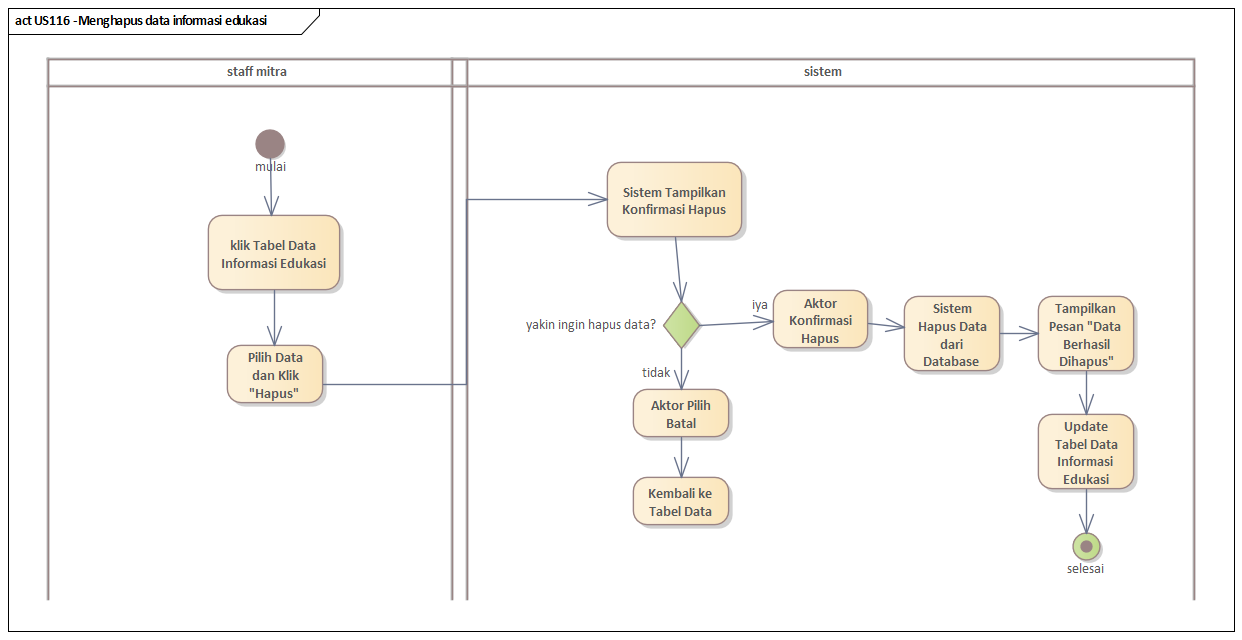 act US116 - Menghapus data informasi edukasi
staff mitra
sistem
mulai
klik Tabel Data
Informasi Edukasi
Pilih Data
dan Klik
"Hapus"
Sistem Tampilkan
Konfirmasi Hapus
yakin ingin hapus data?
iya
Aktor
Konfirmasi
Hapus
Sistem
Hapus Data
dari
Database
Tampilkan
Pesan "Data
Berhasil
Dihapus"
tidak
Aktor Pilih
Batal
Kembali ke
Tabel Data
Update
Tabel Data
Informasi
Edukasi
selesai